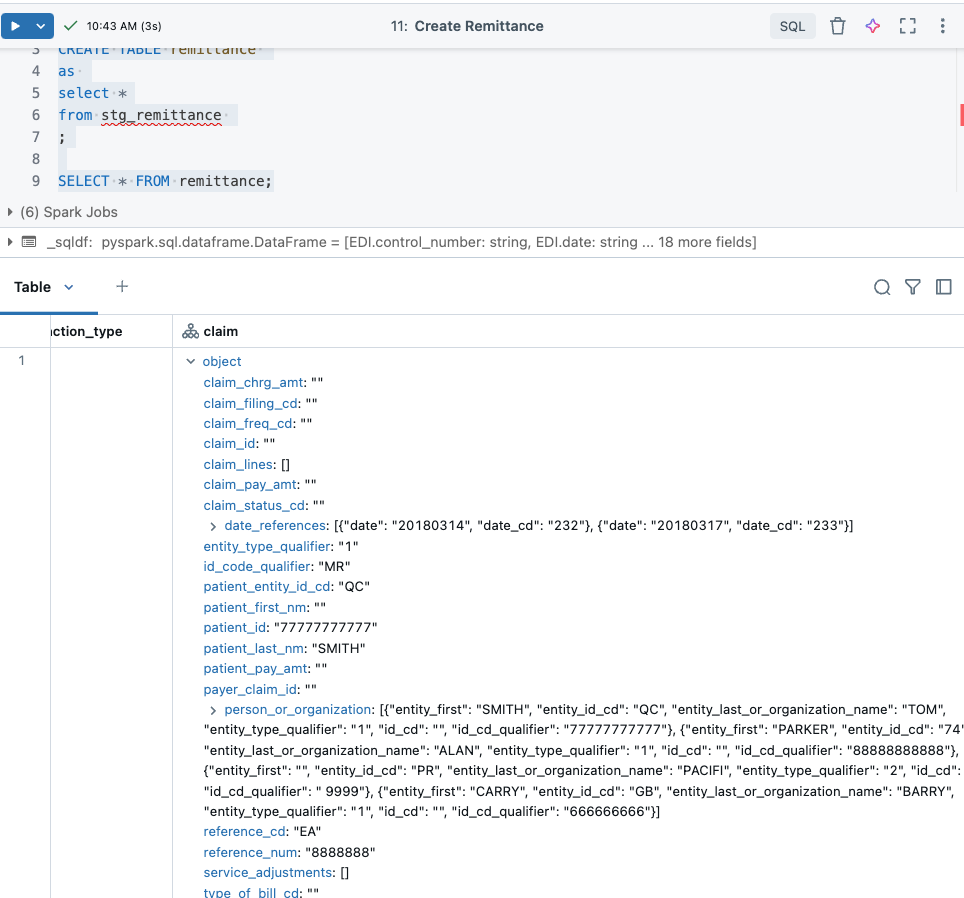 10:43 AM (3s)
11: Create Remittance
SQL
3 CREATE TABLE remittance
4 as
5 select *
6 from stg_remittance
7 ;
8
9 SELECT * FROM remittance;
(6) Spark Jobs
_sqldf: pyspark.sql.dataframe.DataFrame = [EDI.control_number: string, EDI.date: string ... 18 more fields]
Table
ction_type
claim
1
object
claim_chrg_amt: ""
claim_filing_cd: ""
claim_freq_cd: ""
claim_id: ""
claim_lines: []
claim_pay_amt: ""
claim_status_cd: ""
date_references: [{"date": "20180314", "date_cd": "232"}, {"date": "20180317", "date_cd": "233"}]
entity_type_qualifier: "1"
id_code_qualifier: "MR"
patient_entity_id_cd: "QC"
patient_first_nm: ""
patient_id: "77777777777"
patient_last_nm: "SMITH"
patient_pay_amt: ""
payer_claim_id: ""
person_or_organization: [{"entity_first": "SMITH", "entity_id_cd": "QC", "entity_last_or_organization_name": "TOM",
"entity_type_qualifier": "1", "id_cd": "", "id_cd_qualifier": "77777777777"}, {"entity_first": "PARKER", "entity_id_cd": "74"
"entity_last_or_organization_name": "ALAN", "entity_type_qualifier": "1", "id_cd": "", "id_cd_qualifier": "88888888888"},
{"entity_first": "", "entity_id_cd": "PR", "entity_last_or_organization_name": "PACIFI", "entity_type_qualifier": "2", "id_cd":
"id_cd_qualifier": " 9999"}, {"entity_first": "CARRY", "entity_id_cd": "GB", "entity_last_or_organization_name": "BARRY",
"entity_type_qualifier": "1", "id_cd": "", "id_cd_qualifier": "666666666"}]
reference_cd: "EA"
reference_num: "8888888"
service_adjustments: []
type_of_bill_cd: ""